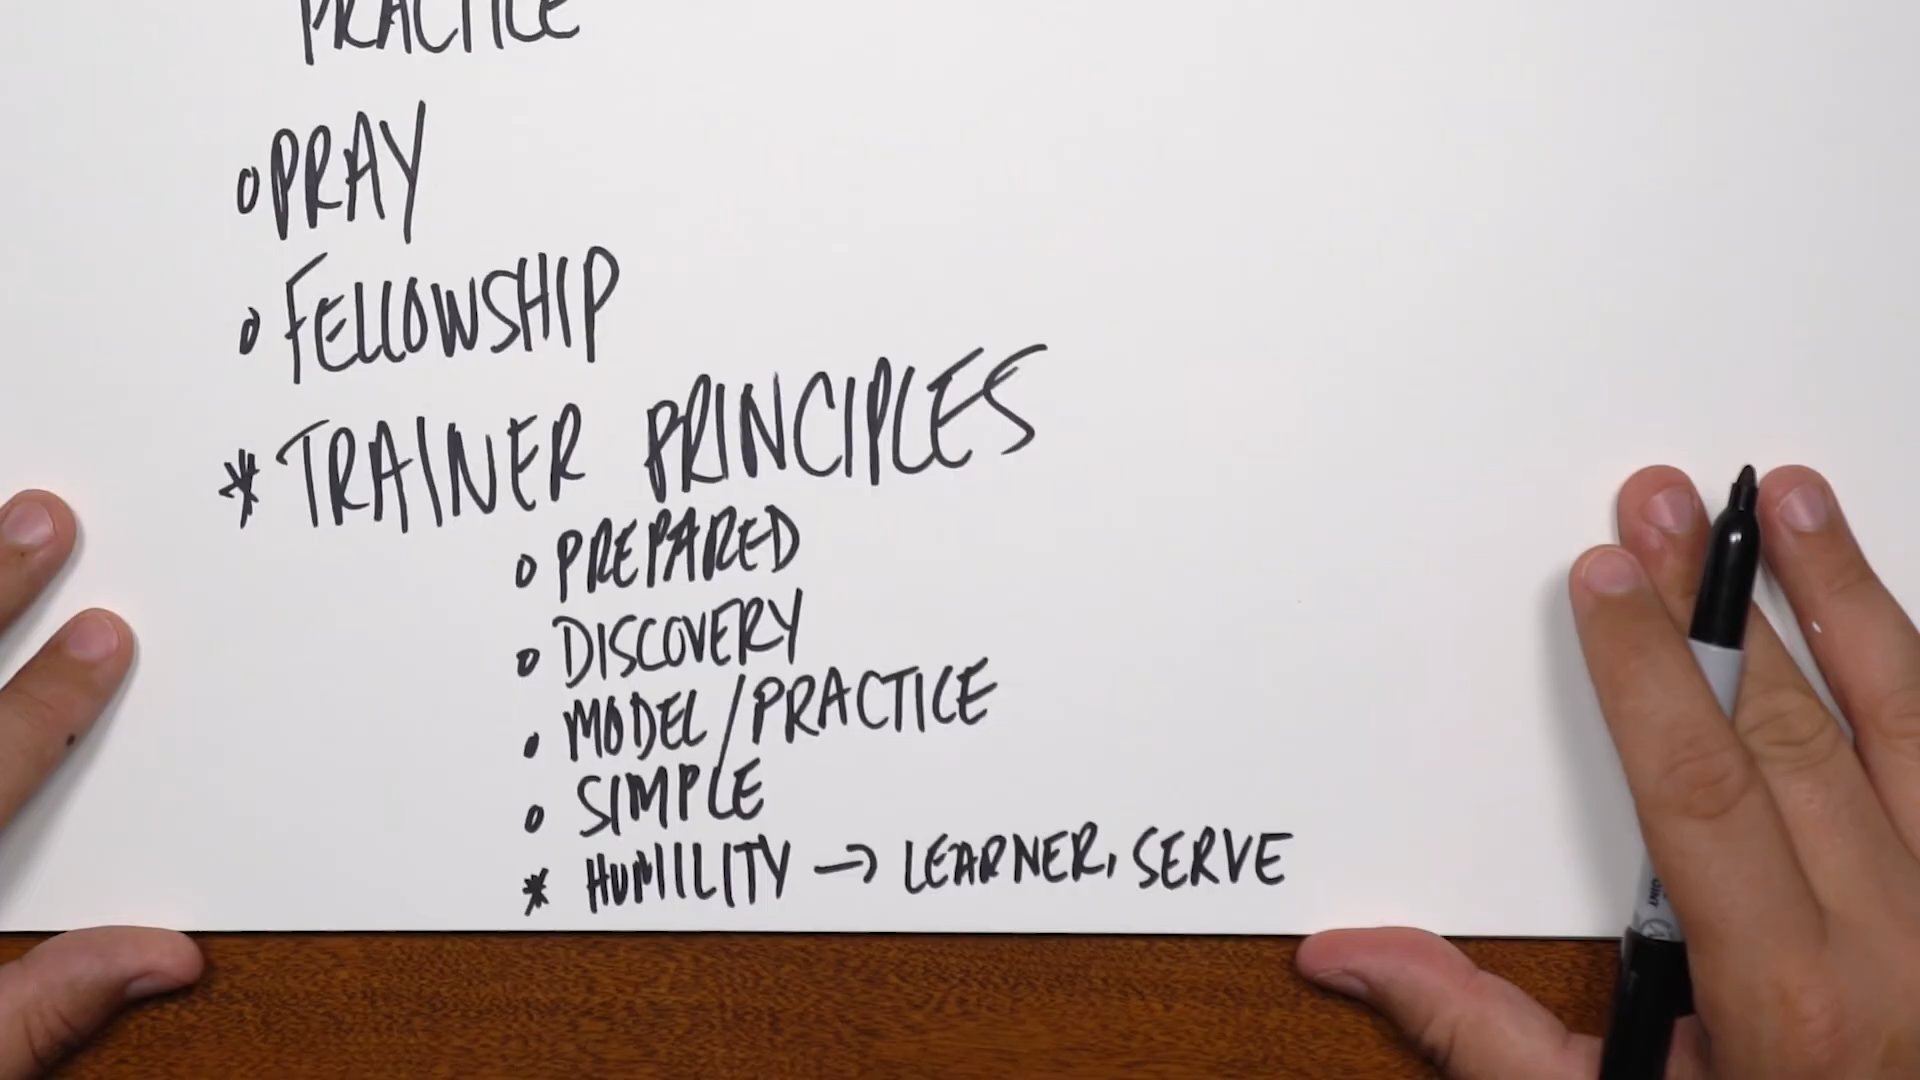 PRACTICE
o PRAY
o FELLOWSHIP
* TRAINER PRINCIPLES
o PREPARED
o DISCOVERY
o MODEL/PRACTICE
o SIMPLE
* HUMILITY → LEARNER, SERVE